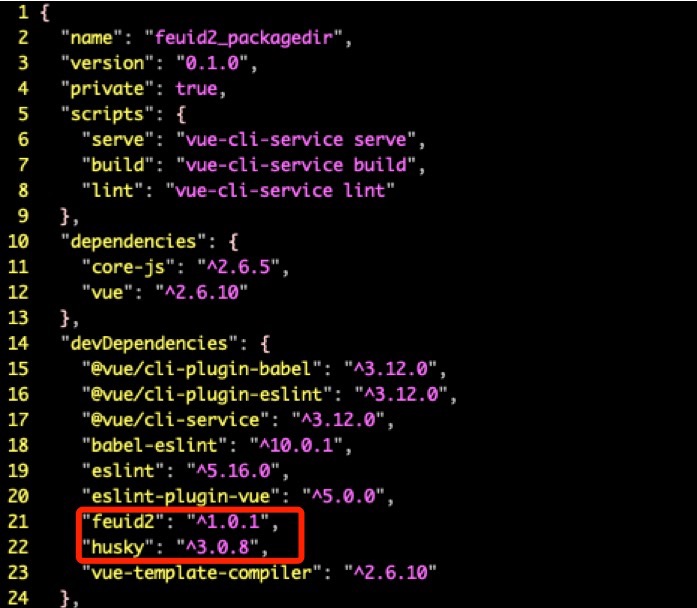 1 {
2   "name": "feuid2_packagedir",
3   "version": "0.1.0",
4   "private": true,
5   "scripts": {
6     "serve": "vue-cli-service serve",
7     "build": "vue-cli-service build",
8     "lint": "vue-cli-service lint"
9   },
10   "dependencies": {
11     "core-js": "^2.6.5",
12     "vue": "^2.6.10"
13   },
14   "devDependencies": {
15     "@vue/cli-plugin-babel": "^3.12.0",
16     "@vue/cli-plugin-eslint": "^3.12.0",
17     "@vue/cli-service": "^3.12.0",
18     "babel-eslint": "^10.0.1",
19     "eslint": "^5.16.0",
20     "eslint-plugin-vue": "^5.0.0",
21     "feuid2": "^1.0.1",
22     "husky": "^3.0.8",
23     "vue-template-compiler": "^2.6.10"
24   },